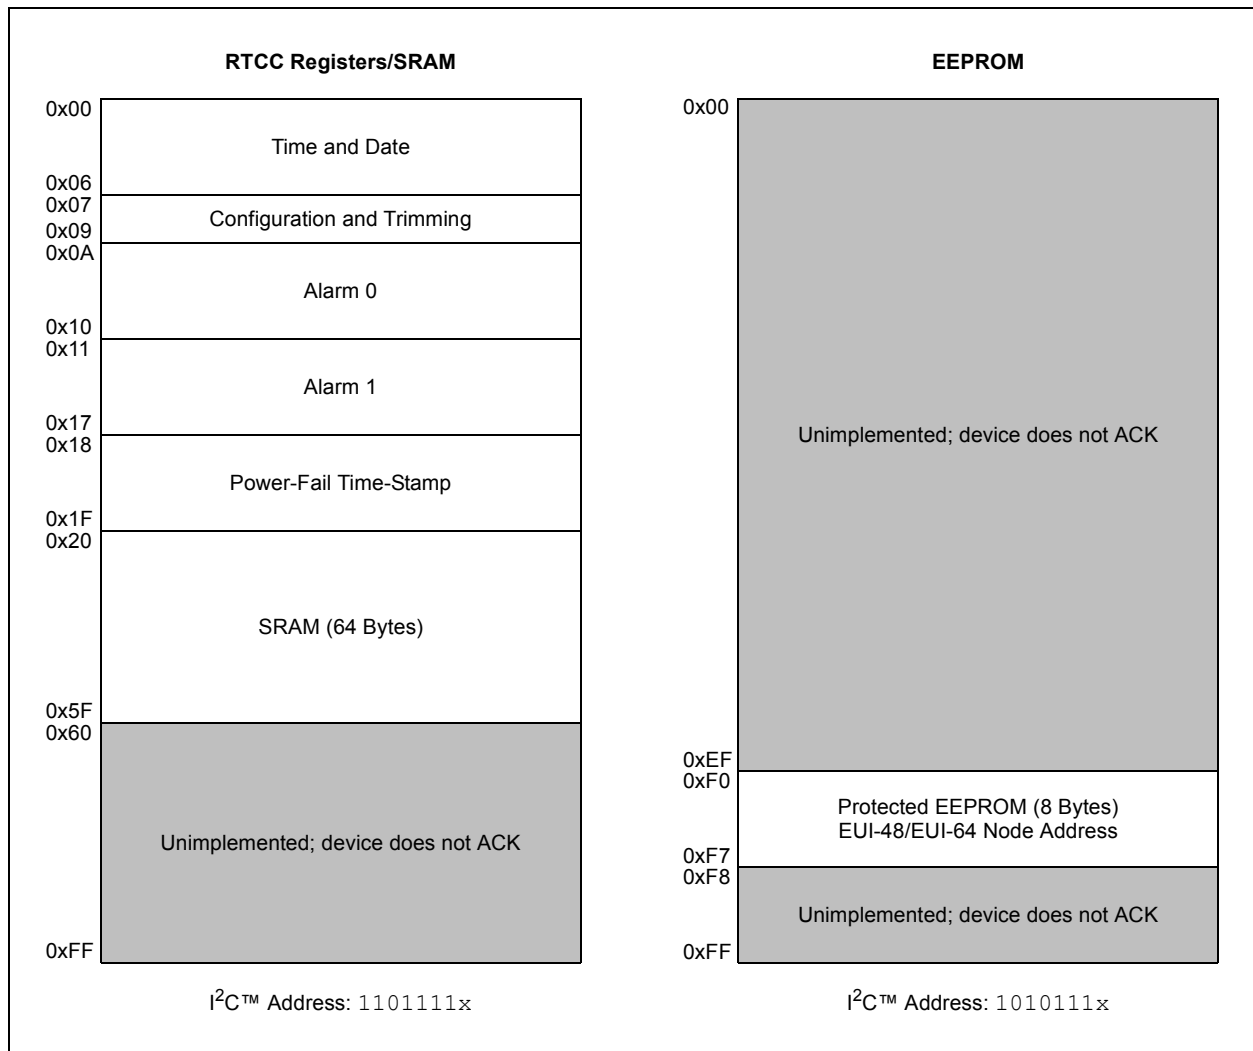 RTCC Registers/SRAM
0x00
Time and Date
0x06
0x07
Configuration and Trimming
0x09
0x0A
Alarm 0
0x10
0x11
Alarm 1
0x17
0x18
Power-Fail Time-Stamp
0x1F
0x20
SRAM (64 Bytes)
0x5F
0x60
Unimplemented; device does not ACK
0xFF
I²C™ Address: 1101111x
EEPROM
0x00
Unimplemented; device does not ACK
0xEF
0xF0
Protected EEPROM (8 Bytes)
EUI-48/EUI-64 Node Address
0xF7
0xF8
Unimplemented; device does not ACK
0xFF
I²C™ Address: 1010111x